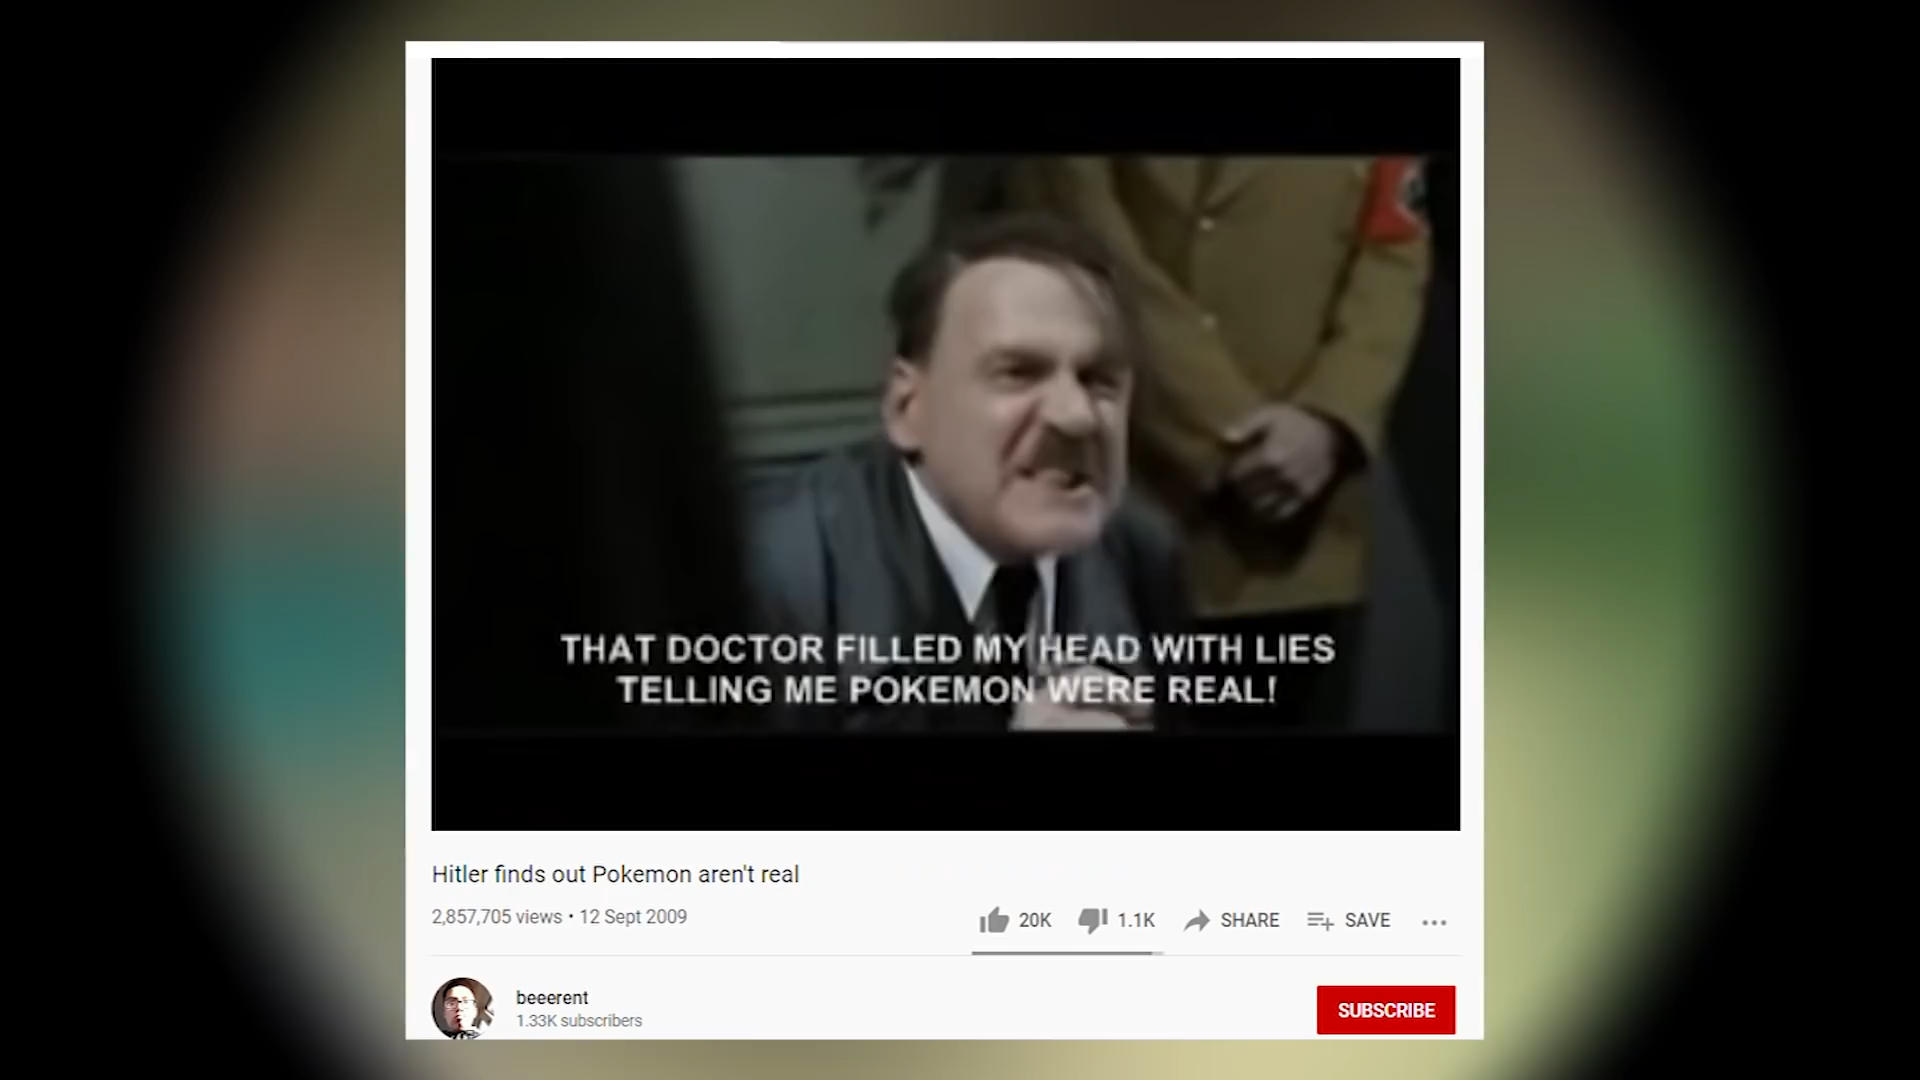 THAT DOCTOR FILLED MY HEAD WITH LIES
TELLING ME POKEMON WERE REAL!
Hitler finds out Pokemon aren't real
2,857,705 views • 12 Sept 2009
20K
1.1K
SHARE
SAVE
beeerent
1.33K subscribers
SUBSCRIBE